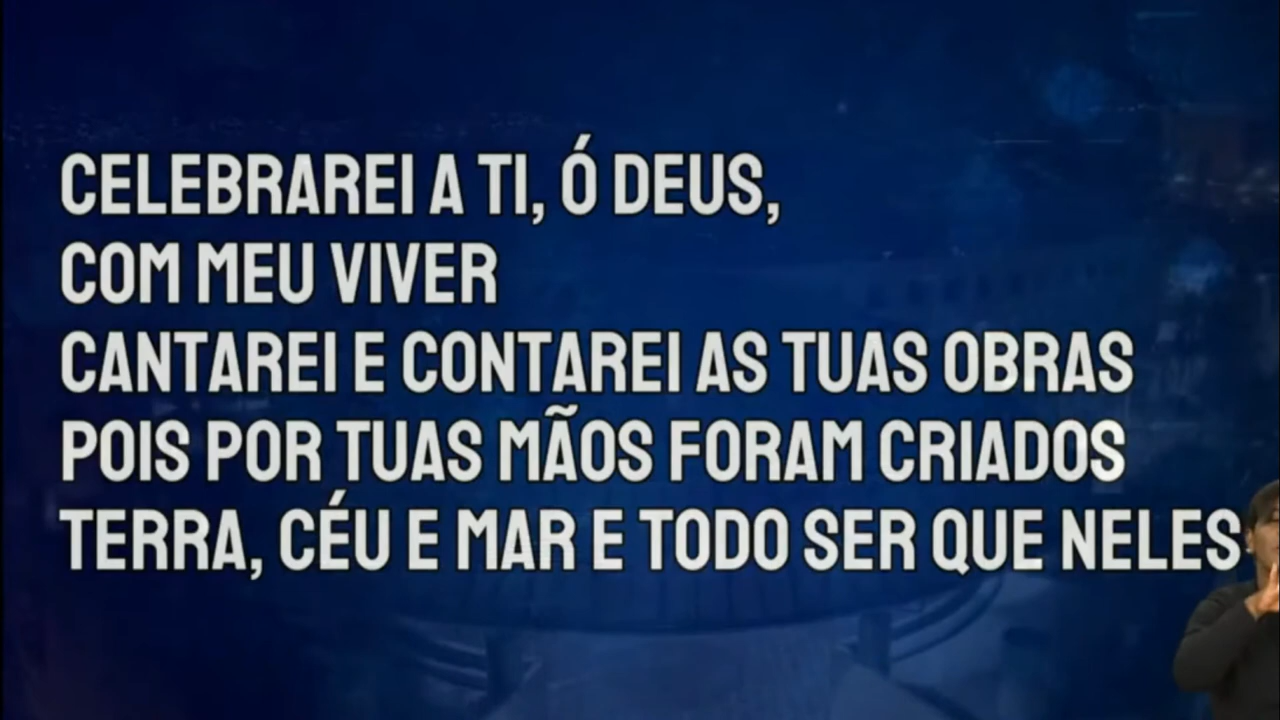 CELEBRAREI A TI, Ó DEUS,
COM MEU VIVER
CANTAREI E CONTAREI AS TUAS OBRAS
POIS POR TUAS MÃOS FORAM CRIADOS
TERRA, CÉU E MAR E TODO SER QUE NELES